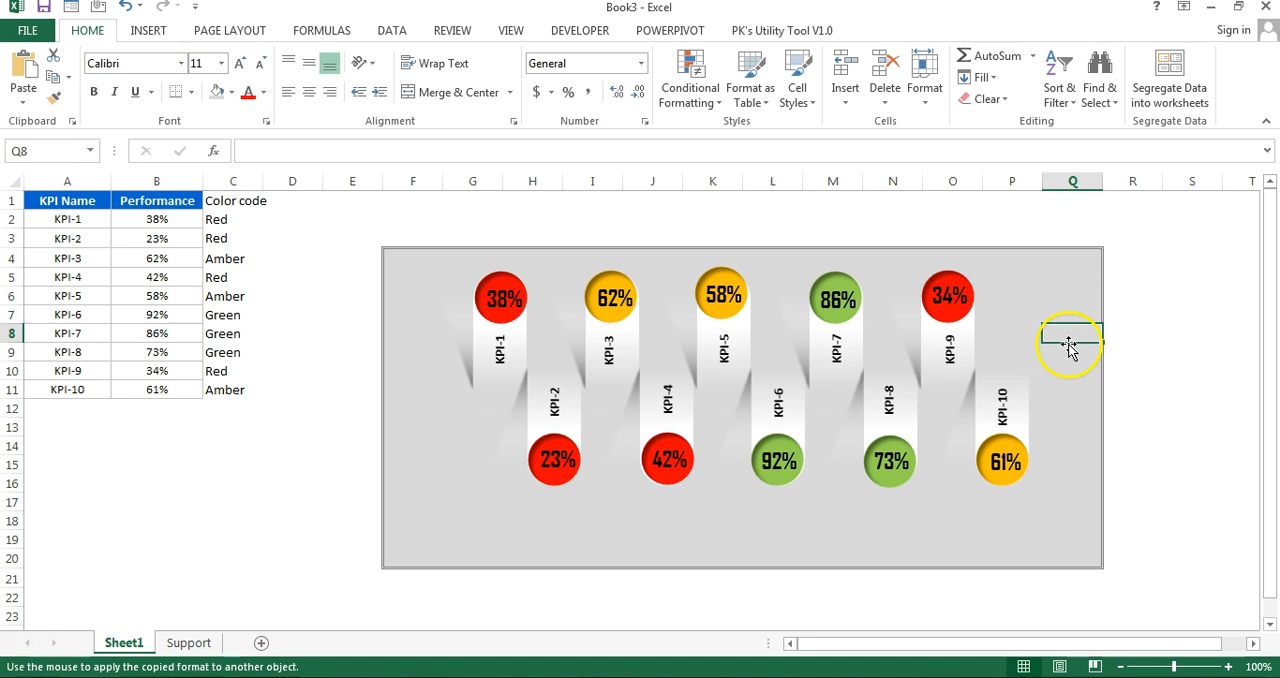 Book3 - Excel
?
FILE HOME INSERT PAGE LAYOUT FORMULAS DATA REVIEW VIEW DEVELOPER POWERPIVOT PK's Utility Tool V1.0 Sign in
Calibri 11 A A Wrap Text General
AutoSum
Fill
Clear
B I U A Merge & Center $ %
Paste
Conditional Formatting
Format as Table
Cell Styles
Insert Delete Format
Sort & Filter
Find & Select
Segregate Data into worksheets
Clipboard Font Alignment Number Styles Cells Editing Segregate Data
Q8 fx
A B C D E F G H I J K L M N O P Q R S T
1 KPI Name Performance Color code
2 KPI-1 38% Red
3 KPI-2 23% Red
4 KPI-3 62% Amber
5 KPI-4 42% Red
6 KPI-5 58% Amber
7 KPI-6 92% Green
8 KPI-7 86% Green
9 KPI-8 73% Green
10 KPI-9 34% Red
11 KPI-10 61% Amber
12
13
14
15
16
17
18
19
20
21
22
23
38% 62% 58% 86% 34%
KPI-1 KPI-3 KPI-5 KPI-7 KPI-9
KPI-2 KPI-4 KPI-6 KPI-8 KPI-10
23% 42% 92% 73% 61%
Sheet1 Support
Use the mouse to apply the copied format to another object. 100%